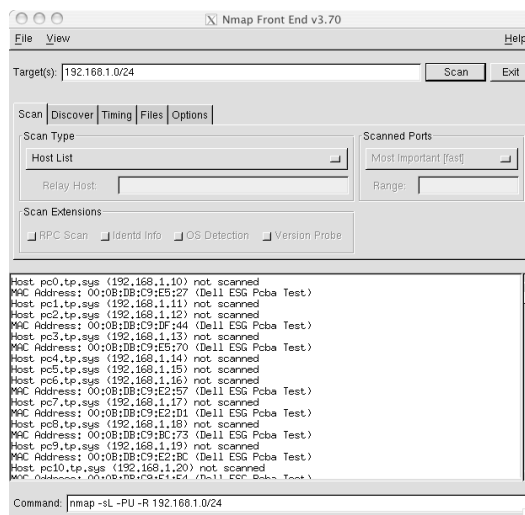 Nmap Front End v3.70
File View Help
Target(s): 192.168.1.0/24 Scan Exit
Scan Discover Timing Files Options
Scan Type Scanned Ports
Host List Most Important [fast]
Relay Host: Range:
Scan Extensions
RPC Scan Identd Info OS Detection Version Probe
Host pc0.tp.sys (192.168.1.10) not scanned
MAC Address: 00:0B:DB:C9:E5:27 (Dell ESG Pcba Test)
Host pc1.tp.sys (192.168.1.11) not scanned
Host pc2.tp.sys (192.168.1.12) not scanned
MAC Address: 00:0B:DB:C9:DF:44 (Dell ESG Pcba Test)
Host pc3.tp.sys (192.168.1.13) not scanned
MAC Address: 00:0B:DB:C9:E5:70 (Dell ESG Pcba Test)
Host pc4.tp.sys (192.168.1.14) not scanned
Host pc5.tp.sys (192.168.1.15) not scanned
Host pc6.tp.sys (192.168.1.16) not scanned
MAC Address: 00:0B:DB:C9:E2:57 (Dell ESG Pcba Test)
Host pc7.tp.sys (192.168.1.17) not scanned
MAC Address: 00:0B:DB:C9:E2:D1 (Dell ESG Pcba Test)
Host pc8.tp.sys (192.168.1.18) not scanned
MAC Address: 00:0B:DB:C9:BC:73 (Dell ESG Pcba Test)
Host pc9.tp.sys (192.168.1.19) not scanned
MAC Address: 00:0B:DB:C9:E2:BC (Dell ESG Pcba Test)
Host pc10.tp.sys (192.168.1.20) not scanned
MAC Address: (Dell ESG Pcba Test)
Command: nmap -sL -PU -R 192.168.1.0/24